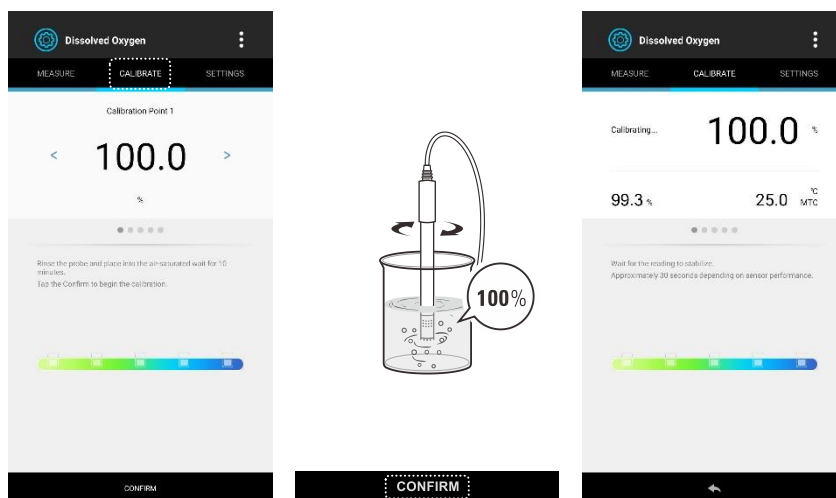 Dissolved Oxygen
MEASURE CALIBRATE SETTINGS
Calibration Point 1
< 100.0 >
%
Rinse the probe and place into the air-saturated wait for 10
minutes.
Tap the Confirm to begin the calibration.
CONFIRM
100%
CONFIRM
Dissolved Oxygen
MEASURE CALIBRATE SETTINGS
Calibrating... 100.0 %
99.3 % 25.0 °C
MTC
Wait for the reading to stabilize.
Approximately 30 seconds depending on sensor performance.